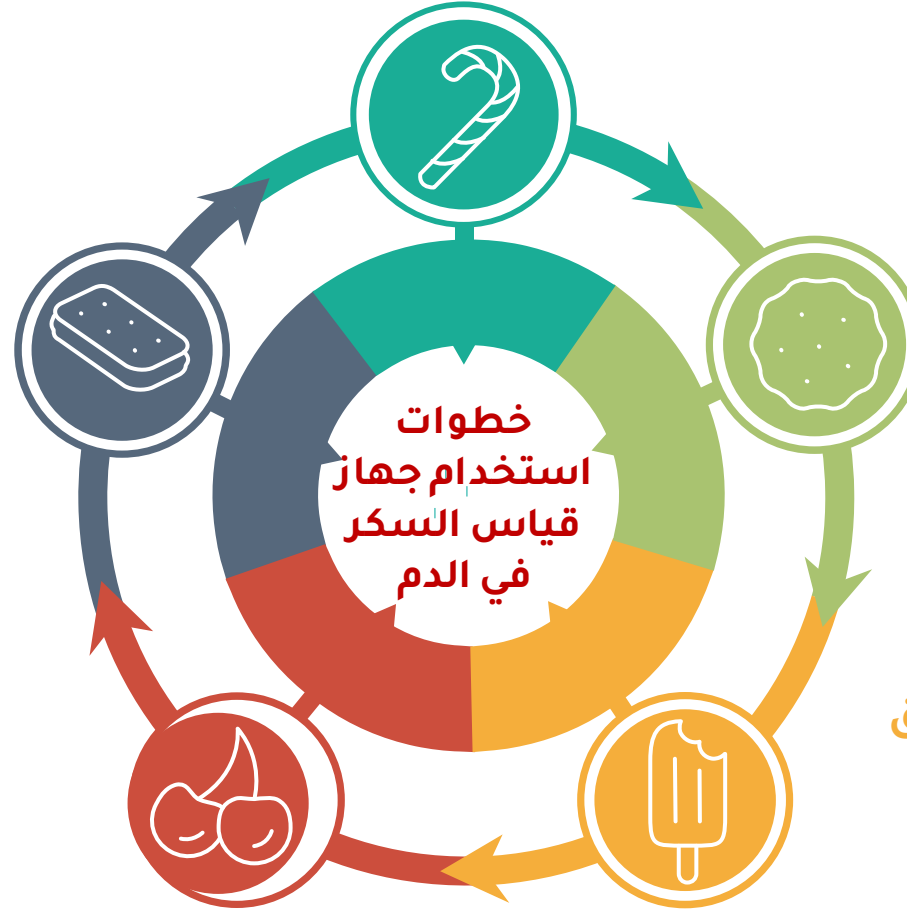 خطوات
استخدام جهاز
قياس السكر
في الدم